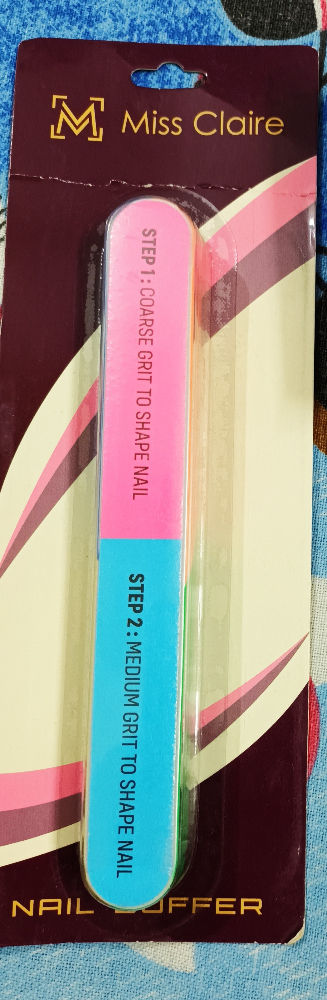 Miss Claire
STEP 1: COARSE GRIT TO SHAPE NAIL
STEP 2: MEDIUM GRIT TO SHAPE NAIL
NAIL BUFFER